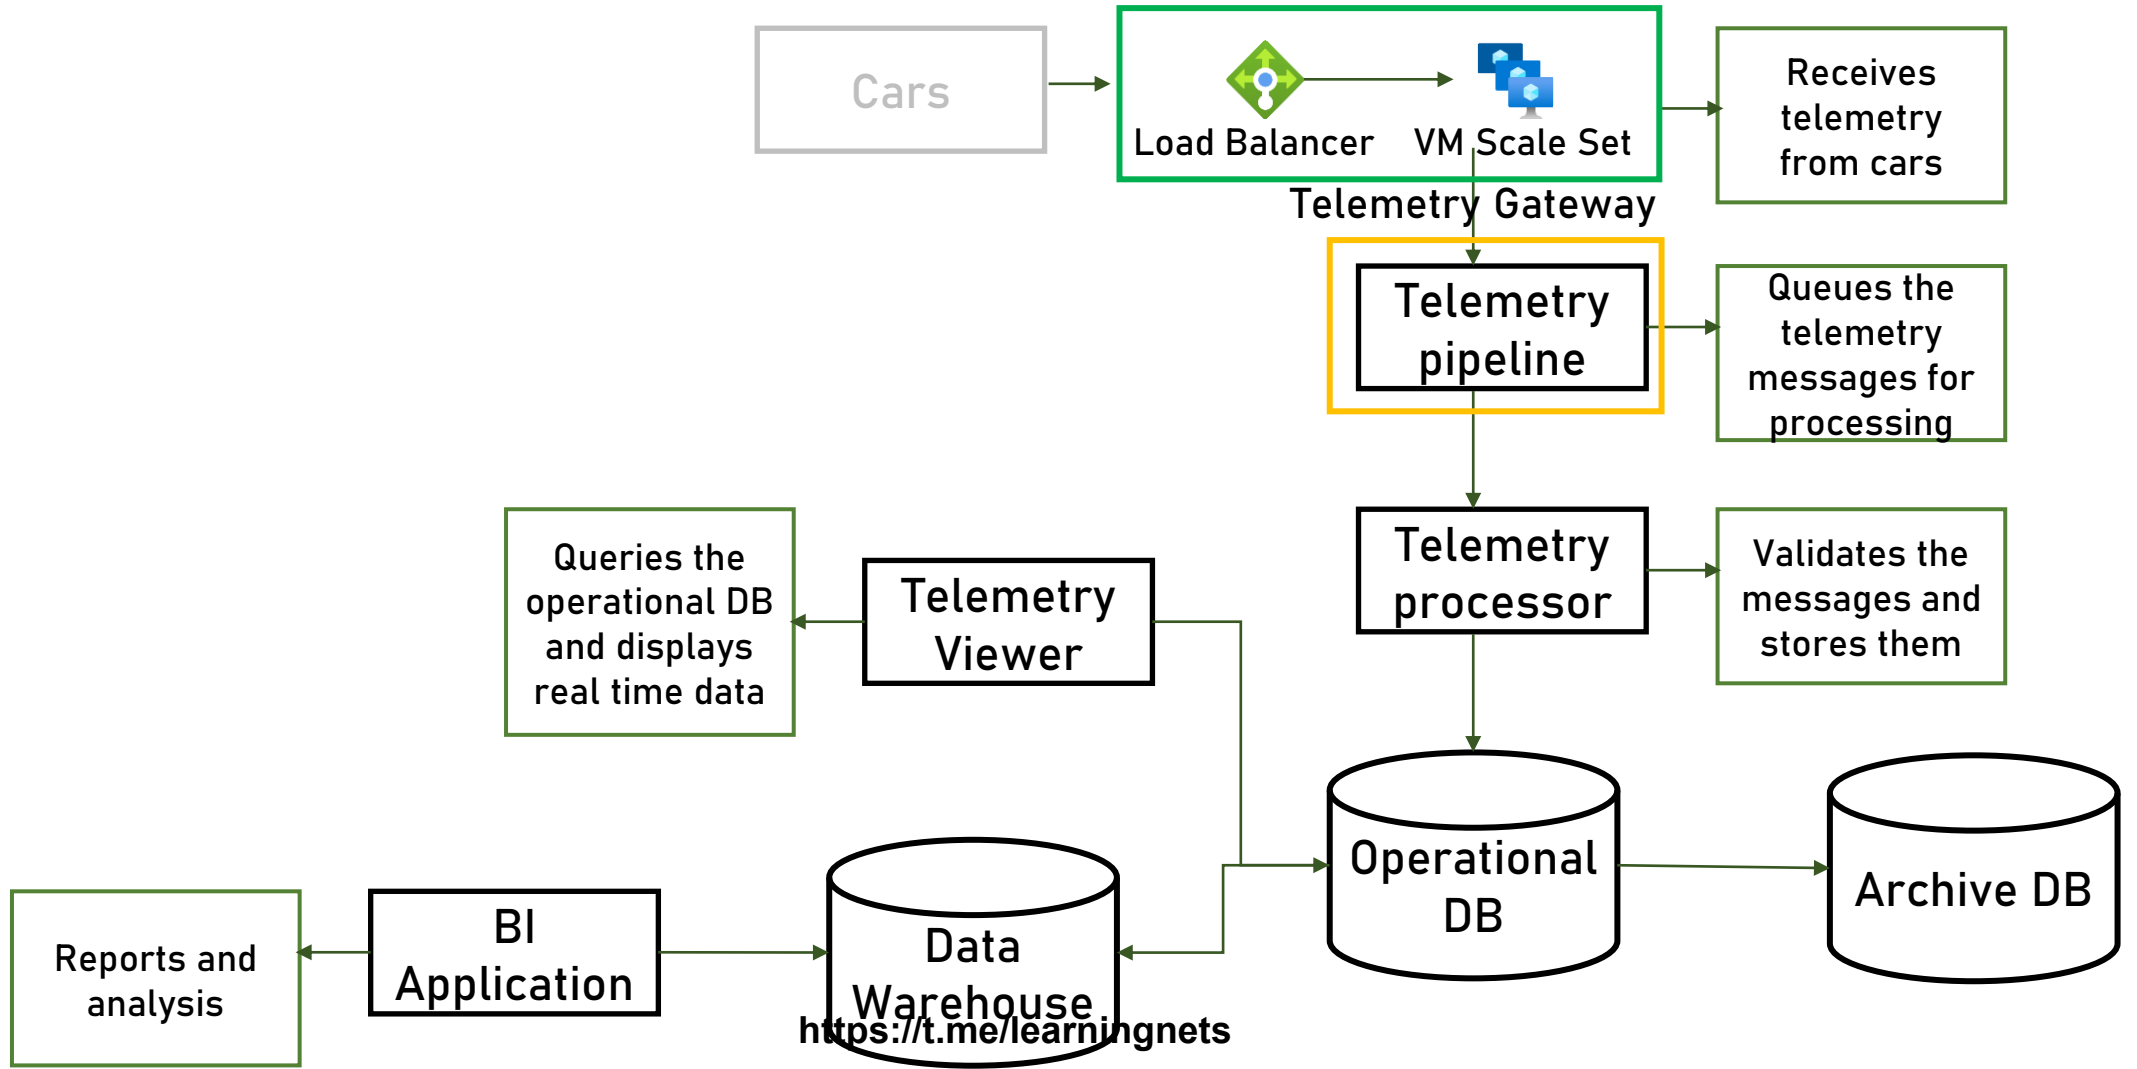 Cars
Load Balancer
VM Scale Set
Telemetry Gateway
Receives
telemetry
from cars
Telemetry
pipeline
Queues the
telemetry
messages for
processing
Queries the
operational DB
and displays
real time data
Telemetry
Viewer
Telemetry
processor
Validates the
messages and
stores them
Reports and
analysis
BI
Application
Data
Warehouse
Operational
DB
Archive DB
https://t.me/learningnets